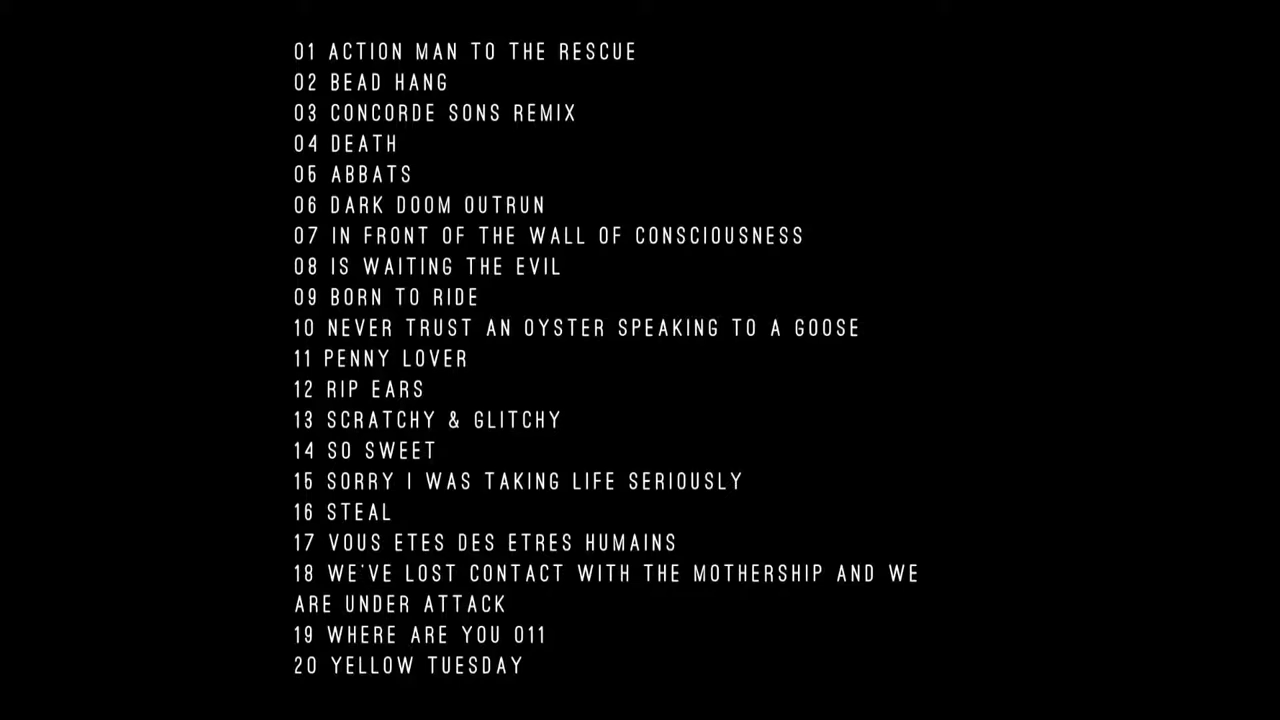 01 ACTION MAN TO THE RESCUE
02 BEAD HANG
03 CONCORDE SONS REMIX
04 DEATH
05 ABBATS
06 DARK DOOM OUTRUN
07 IN FRONT OF THE WALL OF CONSCIOUSNESS
08 IS WAITING THE EVIL
09 BORN TO RIDE
10 NEVER TRUST AN OYSTER SPEAKING TO A GOOSE
11 PENNY LOVER
12 RIP EARS
13 SCRATCHY & GLITCHY
14 SO SWEET
15 SORRY I WAS TAKING LIFE SERIOUSLY
16 STEAL
17 VOUS ETES DES ETRES HUMAINS
18 WE'VE LOST CONTACT WITH THE MOTHERSHIP AND WE
ARE UNDER ATTACK
19 WHERE ARE YOU 011
20 YELLOW TUESDAY